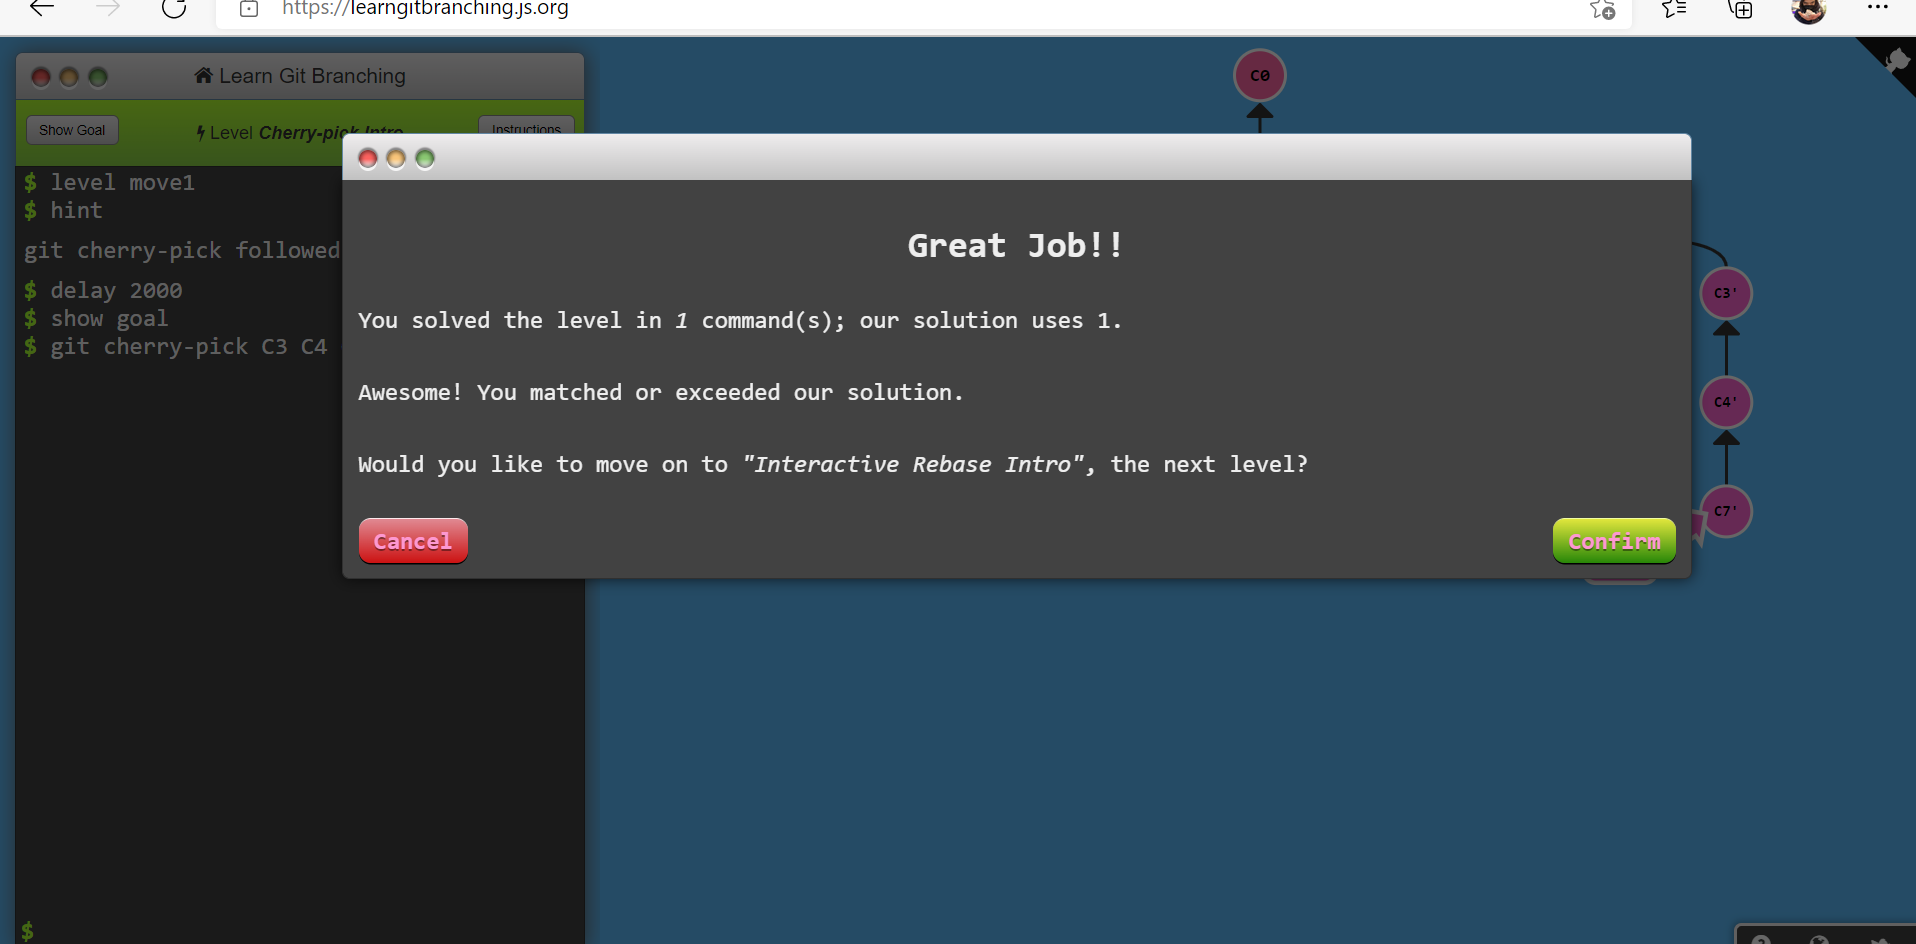 https://learngitbranching.js.org
Learn Git Branching
Show Goal
Level Cherry-pick Intro
Instructions
$ level move1
$ hint
git cherry-pick followed
$ delay 2000
$ show goal
$ git cherry-pick C3 C4
$
Great Job!!
You solved the level in 1 command(s); our solution uses 1.
Awesome! You matched or exceeded our solution.
Would you like to move on to "Interactive Rebase Intro", the next level?
Cancel
Confirm
C0
C3'
C4'
C7'